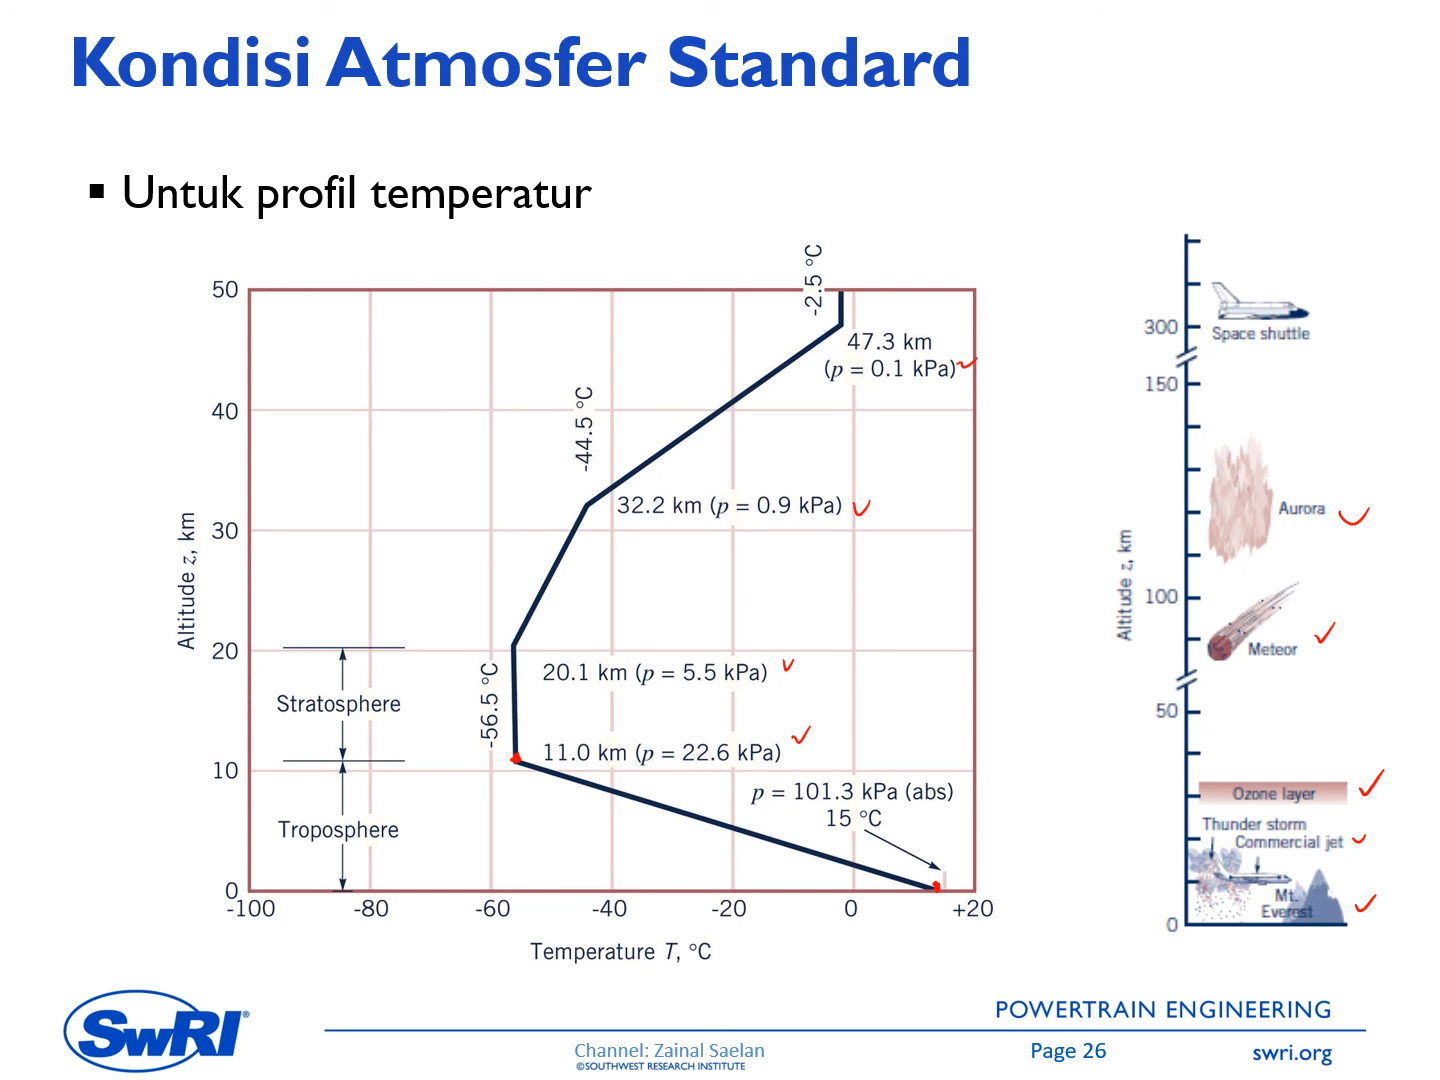 Kondisi Atmosfer Standard
▪ Untuk profil temperatur
-2.5 °C
50
47.3 km
(p = 0.1 kPa)
40
-44.5 °C
32.2 km (p = 0.9 kPa)
30
Altitude z, km
20
Stratosphere
-56.5 °C
20.1 km (p = 5.5 kPa)
11.0 km (p = 22.6 kPa)
10
p = 101.3 kPa (abs)
15 °C
Troposphere
0
-100 -80 -60 -40 -20 0 +20
Temperature T, °C
300
Space shuttle
150
Aurora
Altitude z, km
100
Meteor
50
Ozone layer
Thunder storm
Commercial jet
Mt.
Everest
0
SwRI®
POWERTRAIN ENGINEERING
Channel: Zainal Saelan
©SOUTHWEST RESEARCH INSTITUTE
Page 26
swri.org